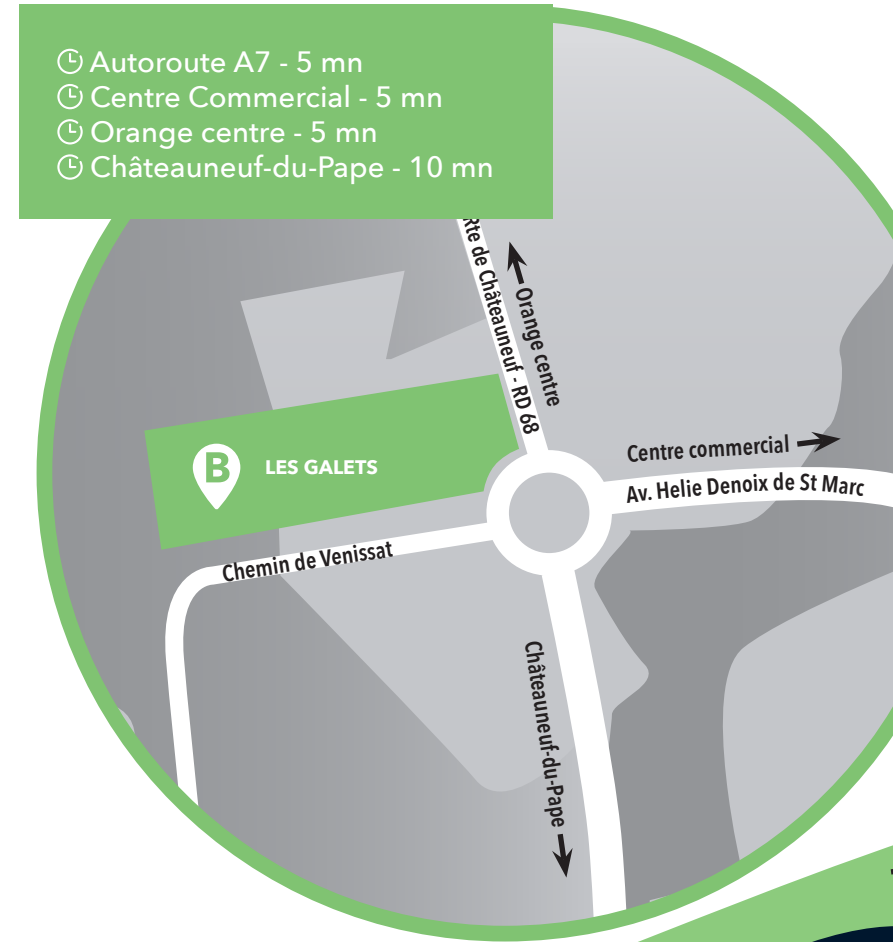 Autoroute A7 - 5 mn
Centre Commercial - 5 mn
Orange centre - 5 mn
Châteauneuf-du-Pape - 10 mn
Rte de Châteauneuf - RD 68
Orange centre
Centre commercial
Av. Helie Denoix de St Marc
B
LES GALETS
Chemin de Venissat
Châteauneuf-du-Pape